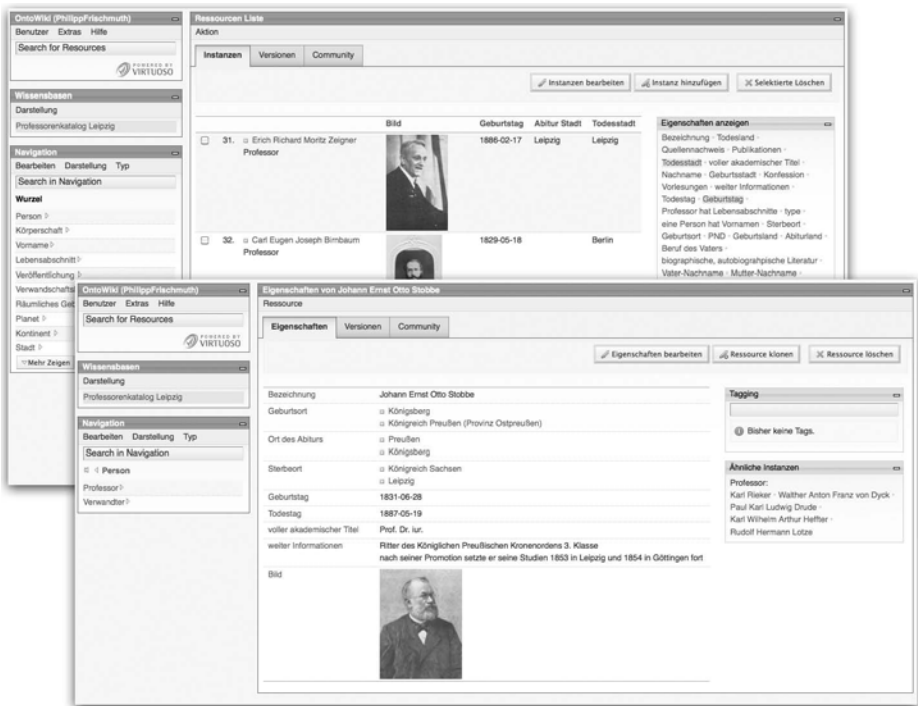 OntoWiki (PhilippFrischmuth)
Benutzer Extras Hilfe
Search for Resources
POWERED BY
VIRTUOSO
Wissensbasen
Darstellung
Professorenkatalog Leipzig
Navigation
Bearbeiten Darstellung Typ
Search in Navigation
Wurzel
Person
Körperschaft
Vorname
Lebensabschnitt
Veröffentlichung
Verwandschafts
Räumliches Geb
Planet
Kontinent
Stadt
Mehr Zeigen
Ressourcen Liste
Aktion
Instanzen Versionen Community
Instanzen bearbeiten Instanz hinzufügen Selektierte Löschen
Bild Geburtstag Abitur Stadt Todesstadt
31. Erich Richard Moritz Zeigner 1886-02-17 Leipzig Leipzig
Professor
32. Carl Eugen Joseph Birnbaum 1829-05-18 Berlin
Professor
Eigenschaften anzeigen
Bezeichnung · Todesland ·
Quellennachweis · Publikationen ·
Todesstadt · voller akademischer Titel ·
Nachname · Geburtsstadt · Konfession ·
Vorlesungen · weiter Informationen ·
Todestag · Geburtstag ·
Professor hat Lebensabschnitte · type ·
eine Person hat Vornamen · Sterbeort ·
Geburtsort · PND · Geburtsland · Abiturland ·
Beruf des Vaters ·
biographische, autobiograhpische Literatur ·
Vater-Nachname · Mutter-Nachname ·
OntoWiki (PhilippFrischmuth)
Benutzer Extras Hilfe
Search for Resources
POWERED BY
VIRTUOSO
Wissensbasen
Darstellung
Professorenkatalog Leipzig
Navigation
Bearbeiten Darstellung Typ
Search in Navigation
Person
Professor
Verwandter
Eigenschaften von Johann Ernst Otto Stobbe
Ressource
Eigenschaften Versionen Community
Eigenschaften bearbeiten Ressource klonen Ressource löschen
Bezeichnung Johann Ernst Otto Stobbe
Geburtsort Königsberg
Königreich Preußen (Provinz Ostpreußen)
Ort des Abiturs Preußen
Königsberg
Sterbeort Königreich Sachsen
Leipzig
Geburtstag 1831-06-28
Todestag 1887-05-19
voller akademischer Titel Prof. Dr. iur.
weiter Informationen Ritter des Königlichen Preußischen Kronenordens 3. Klasse
nach seiner Promotion setzte er seine Studien 1853 in Leipzig und 1854 in Göttingen fort
Bild
Tagging
Bisher keine Tags.
Ähnliche Instanzen
Professor:
Karl Rieker · Walther Anton Franz von Dyck ·
Paul Karl Ludwig Drude ·
Karl Wilhelm Arthur Heffter ·
Rudolf Hermann Lotze